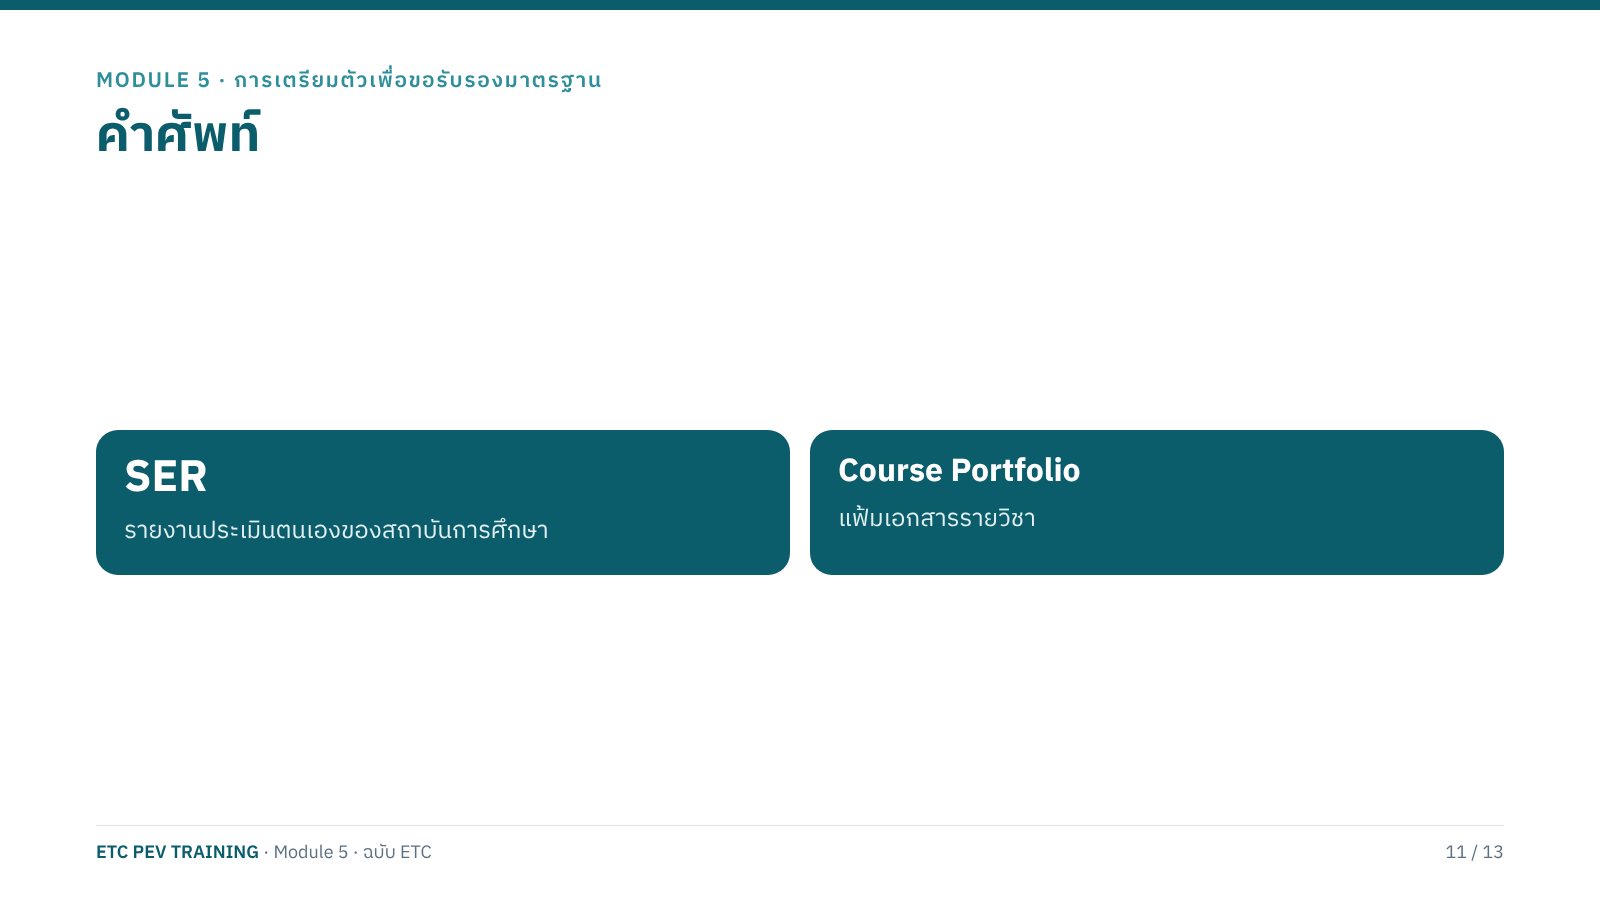 MODULE 5 · การเตรียมตัวเพื่อขอรับรองมาตรฐาน
คำศัพท์
SER
รายงานประเมินตนเองของสถาบันการศึกษา
Course Portfolio
แฟ้มเอกสารรายวิชา
ETC PEV TRAINING · Module 5 · ฉบับ ETC
11 / 13